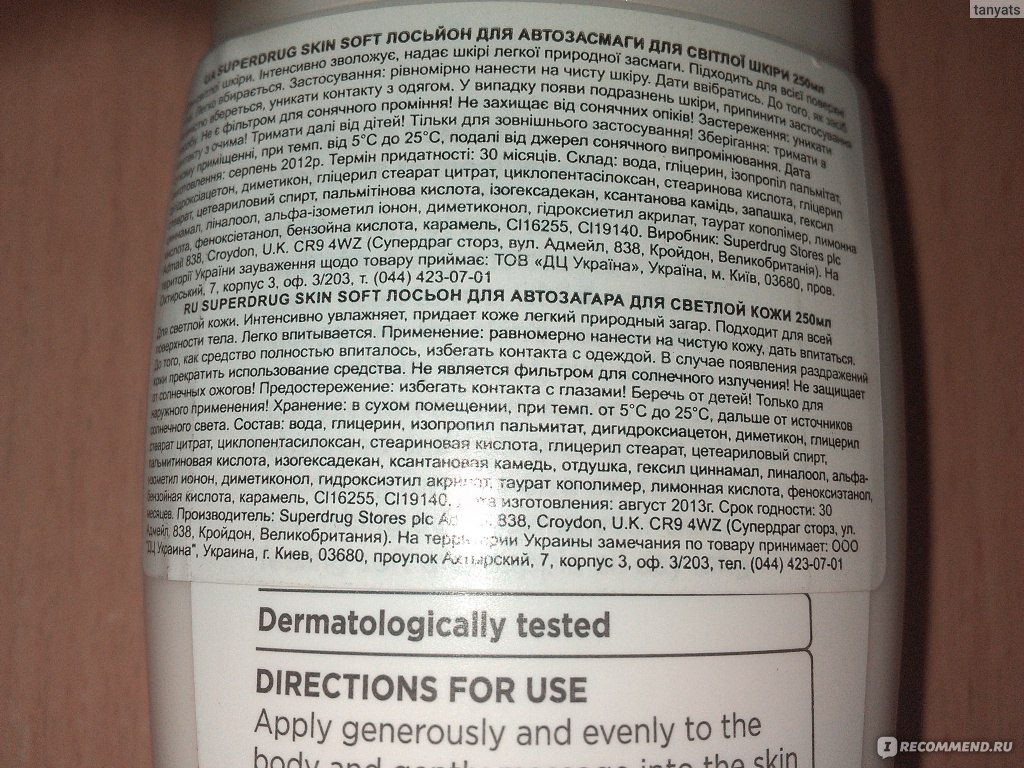 tanyats
UA SUPERDRUG SKIN SOFT ЛОСЬЙОН ДЛЯ АВТОЗАСМАГИ ДЛЯ СВІТЛОЇ ШКІРИ 250мл
шкіри. Інтенсивно зволожує, надає шкірі легкої природної засмаги. Підходить для всієї поверхні
Легко вбирається. Застосування: рівномірно нанести на чисту шкіру. Дати ввібратись. До того, як засіб
вбереться, уникати контакту з одягом. У випадку появи подразнень шкіри, припинити застосування
Не є фільтром для сонячного проміння! Не захищає від сонячних опіків! Застереження: уникати
з очима! Тримати далі від дітей! Тільки для зовнішнього застосування! Зберігання: тримати в
приміщенні, при темп. від 5°C до 25°C, подалі від джерел сонячного випромінювання. Дата
серпень 2012р. Термін придатності: 30 місяців. Склад: вода, гліцерин, ізопропіл пальмітат,
диметикон, гліцерил стеарат цитрат, циклопентасілоксан, стеаринова кислота, гліцерил
цетеариловий спирт, пальмітінова кислота, ізогексадекан, ксантанова камідь, запашка, гексил
ліналоол, альфа-ізометил іонон, диметиконол, гідроксиетил акрилат, таурат кополімер, лимонна
кислота, феноксіетанол, бензойна кислота, карамель, CI16255, CI19140. Виробник: Superdrug Stores plc
Admail 838, Croydon, U.K. CR9 4WZ (Супердраг сторз, вул. Адмейл, 838, Кройдон, Великобританія). На
території України зауваження щодо товару приймає: ТОВ «ДЦ Україна», Україна, м. Київ, 03680, пров.
Охтирський, 7, корпус 3, оф. 3/203, т. (044) 423-07-01
RU SUPERDRUG SKIN SOFT ЛОСЬОН ДЛЯ АВТОЗАГАРА ДЛЯ СВЕТЛОЙ КОЖИ 250мл
Для светлой кожи. Интенсивно увлажняет, придает коже легкий природный загар. Подходит для всей
поверхности тела. Легко впитывается. Применение: равномерно нанести на чистую кожу, дать впитаться.
До того, как средство полностью впиталось, избегать контакта с одеждой. В случае появления раздражений
кожи прекратить использование средства. Не является фильтром для солнечного излучения! Не защищает
от солнечных ожогов! Предостережение: избегать контакта с глазами! Беречь от детей! Только для
наружного применения! Хранение: в сухом помещении, при темп. от 5°C до 25°C, дальше от источников
солнечного света. Состав: вода, глицерин, изопропил пальмитат, дигидроксиацетон, диметикон, глицерил
стеарат цитрат, циклопентасилоксан, стеариновая кислота, глицерил стеарат, цетеариловый спирт,
пальмитиновая кислота, изогексадекан, ксантановая камедь, отдушка, гексил циннамал, линалоол, альфа-
изометил ионон, диметиконол, гидроксиэтил акрилат, таурат кополимер, лимонная кислота, феноксиэтанол,
бензойная кислота, карамель, CI16255, CI19140. изготовления: август 2013г. Срок годности: 30
месяцев. Производитель: Superdrug Stores plc 838, Croydon, U.K. CR9 4WZ (Супердраг сторз, ул.
Адмейл, 838, Кройдон, Великобритания). На территории Украины замечания по товару принимает: ООО
"ДЦ Украина", Украина, г. Киев, 03680, проулок Ахтырский, 7, корпус 3, оф. 3/203, тел. (044) 423-07-01
Dermatologically tested
DIRECTIONS FOR USE
Apply generously and evenly to the
body and into the skin
IRECOMMEND.RU